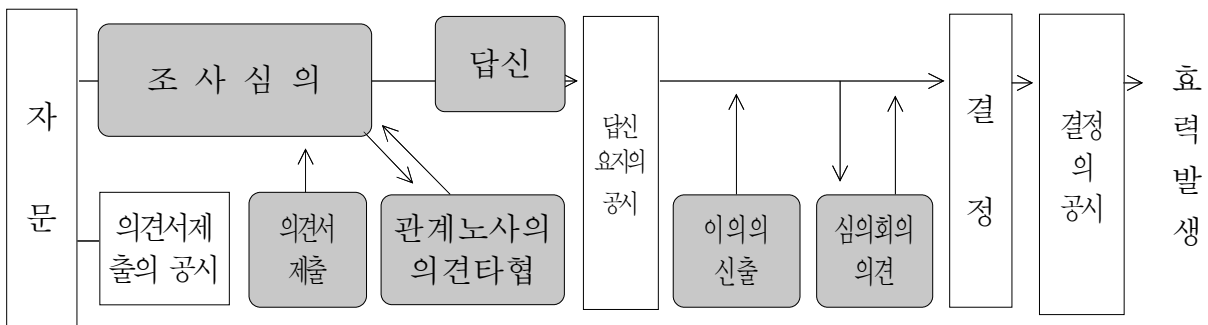 자
문
조 사 심 의
의견서제
출의 공시
의견서
제출
답신
관계노사의
의견타협
답신
요지의
공시
이의의
신출
심의회의
의견
결
정
결정
의
공시
효
력
발
생